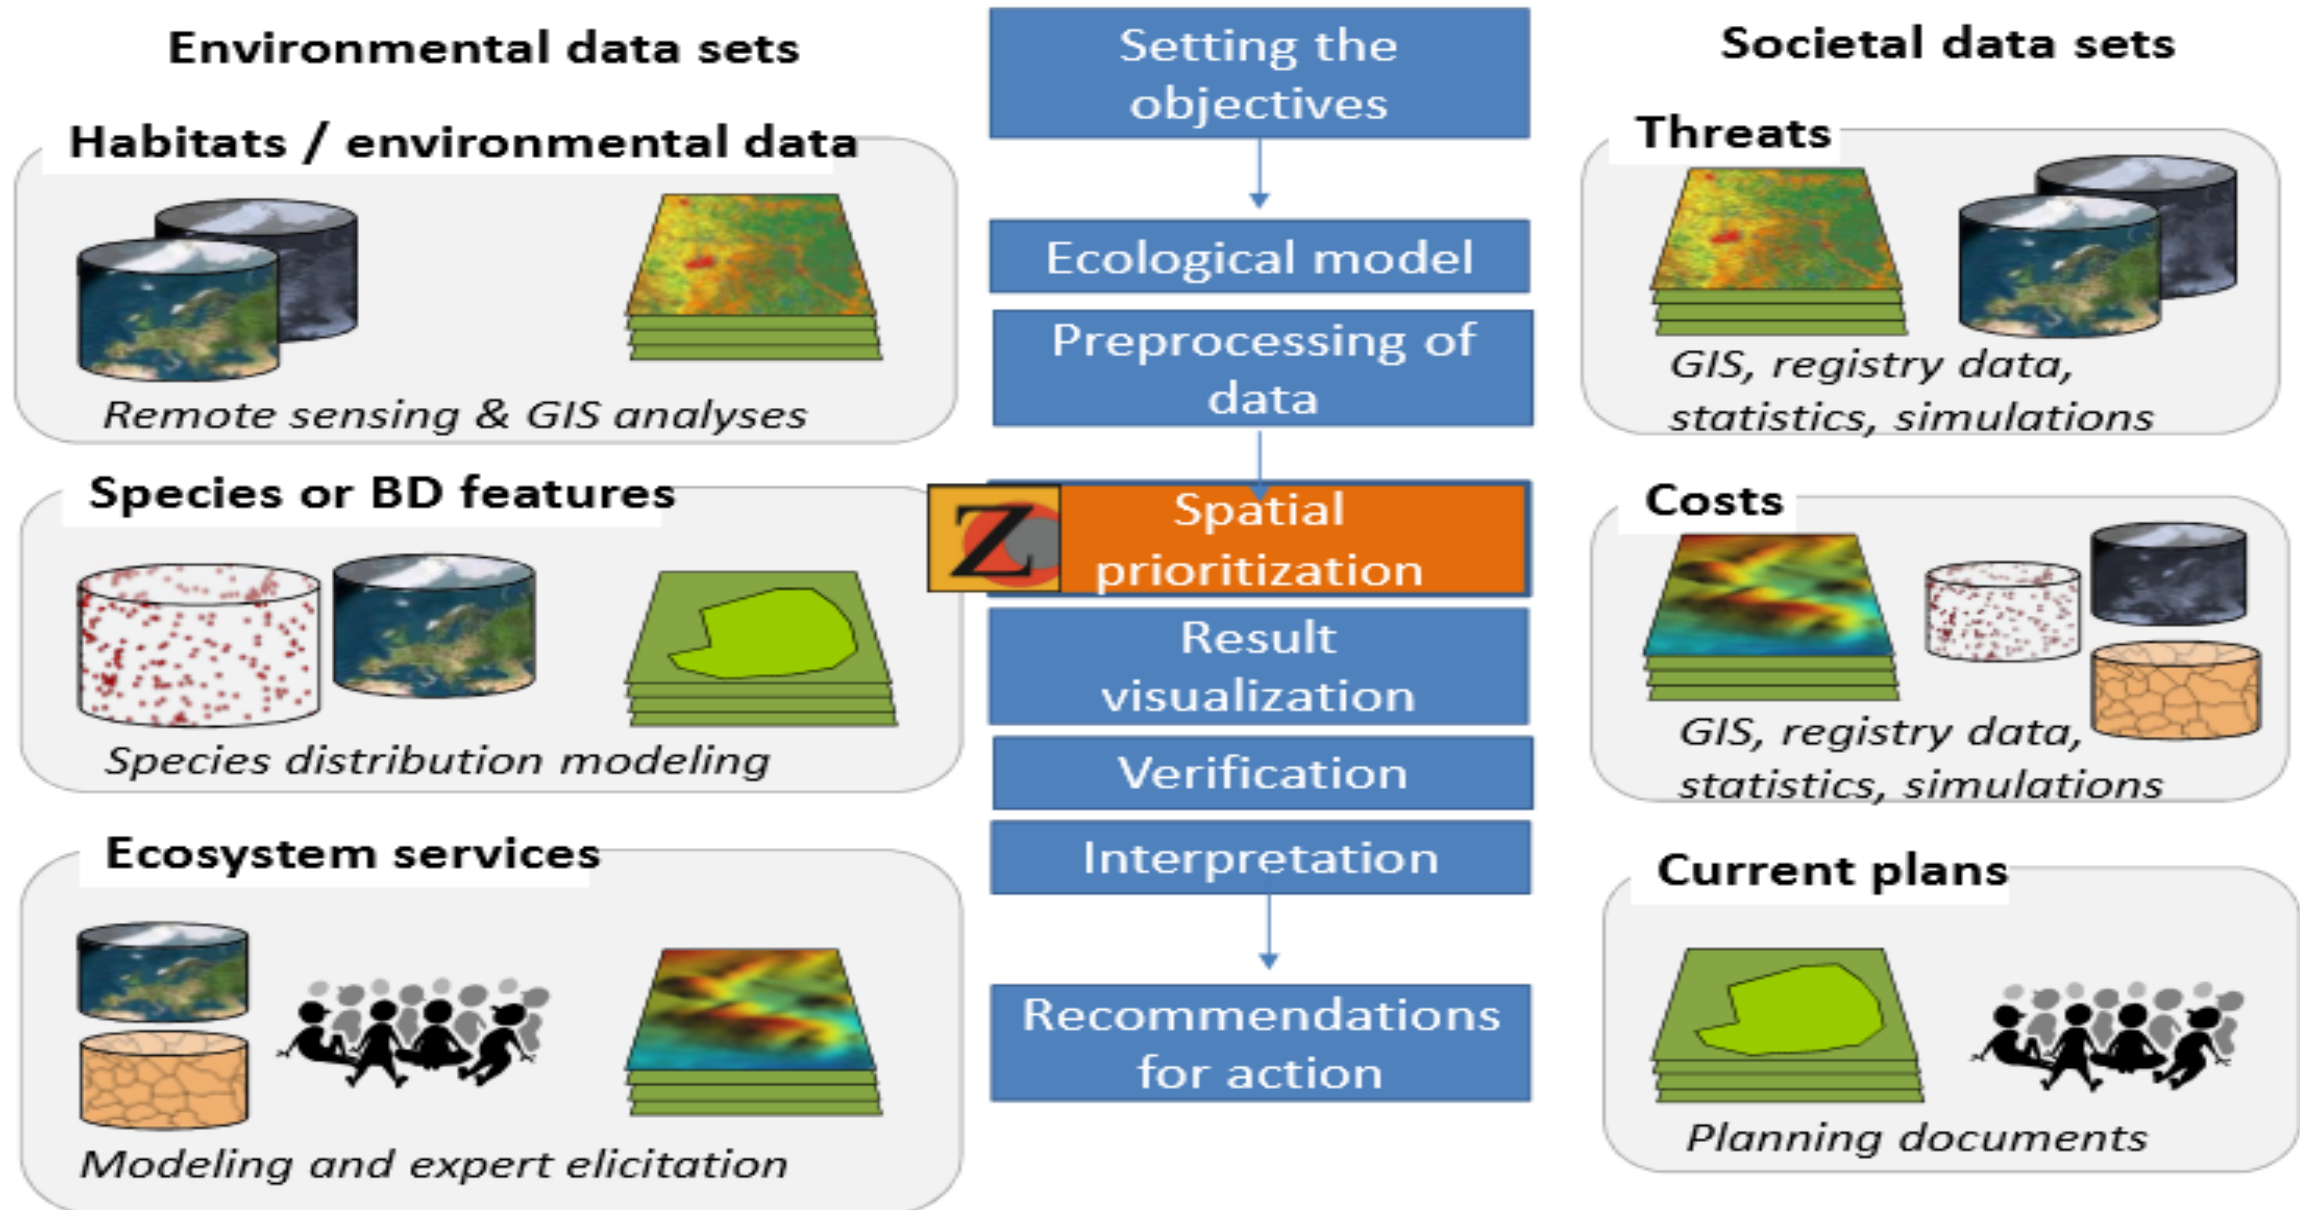 Environmental data sets
Habitats / environmental data
Remote sensing & GIS analyses
Species or BD features
Species distribution modeling
Ecosystem services
Modeling and expert elicitation
Setting the
objectives
Ecological model
Preprocessing of
data
Z
Spatial
prioritization
Result
visualization
Verification
Interpretation
Recommendations
for action
Societal data sets
Threats
GIS, registry data,
statistics, simulations
Costs
GIS, registry data,
statistics, simulations
Current plans
Planning documents